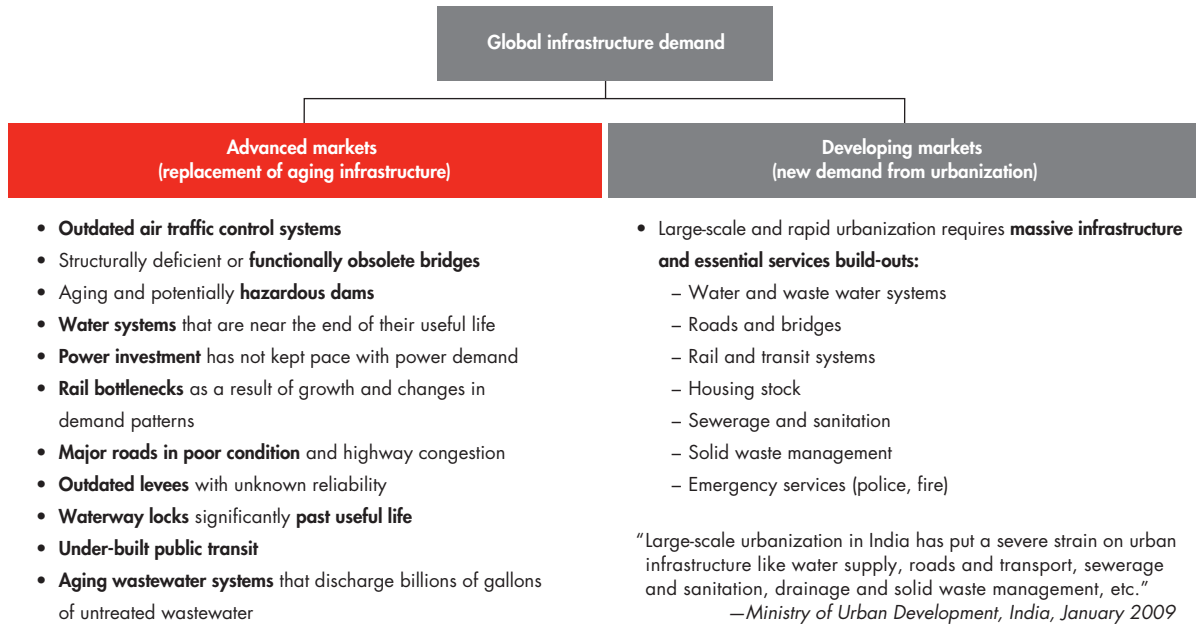 Global infrastructure demand
Advanced markets
(replacement of aging infrastructure)
• Outdated air traffic control systems
• Structurally deficient or functionally obsolete bridges
• Aging and potentially hazardous dams
• Water systems that are near the end of their useful life
• Power investment has not kept pace with power demand
• Rail bottlenecks as a result of growth and changes in
demand patterns
• Major roads in poor condition and highway congestion
• Outdated levees with unknown reliability
• Waterway locks significantly past useful life
• Under-built public transit
• Aging wastewater systems that discharge billions of gallons
of untreated wastewater
Developing markets
(new demand from urbanization)
• Large-scale and rapid urbanization requires massive infrastructure
and essential services build-outs:
– Water and waste water systems
– Roads and bridges
– Rail and transit systems
– Housing stock
– Sewerage and sanitation
– Solid waste management
– Emergency services (police, fire)
“Large-scale urbanization in India has put a severe strain on urban
infrastructure like water supply, roads and transport, sewerage
and sanitation, drainage and solid waste management, etc.”
—Ministry of Urban Development, India, January 2009